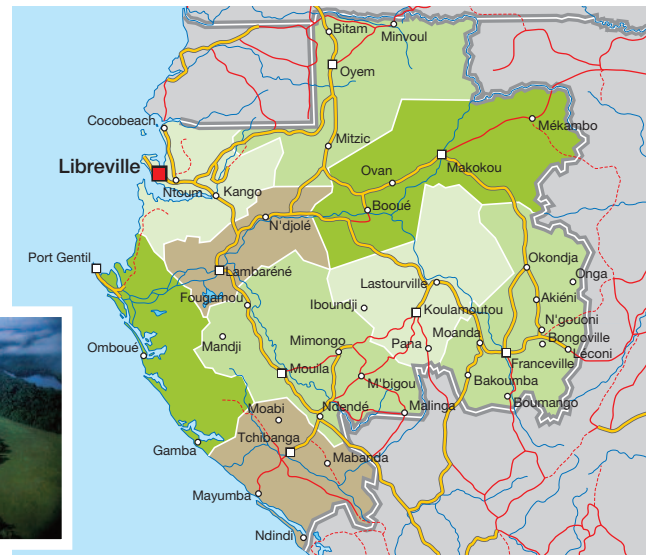 Bitam
Minvoul
Oyem
Cocobeach
Mitzic
Mékambo
Libreville
Ovan
Makokou
Ntoum
Kango
Booué
N'djolé
Port Gentil
Lambaréné
Okondja
Onga
Lastourville
Fougamou
Iboundji
Koulamoutou
Akiéni
N'gouoni
Omboué
Mandji
Mimongo
Pana
Moanda
Bongoville
Léconi
Franceville
Mouila
M'bigou
Bakoumba
Boumango
Moabi
Ndendé
Malinga
Gamba
Tchibanga
Mabanda
Mayumba
Ndindi